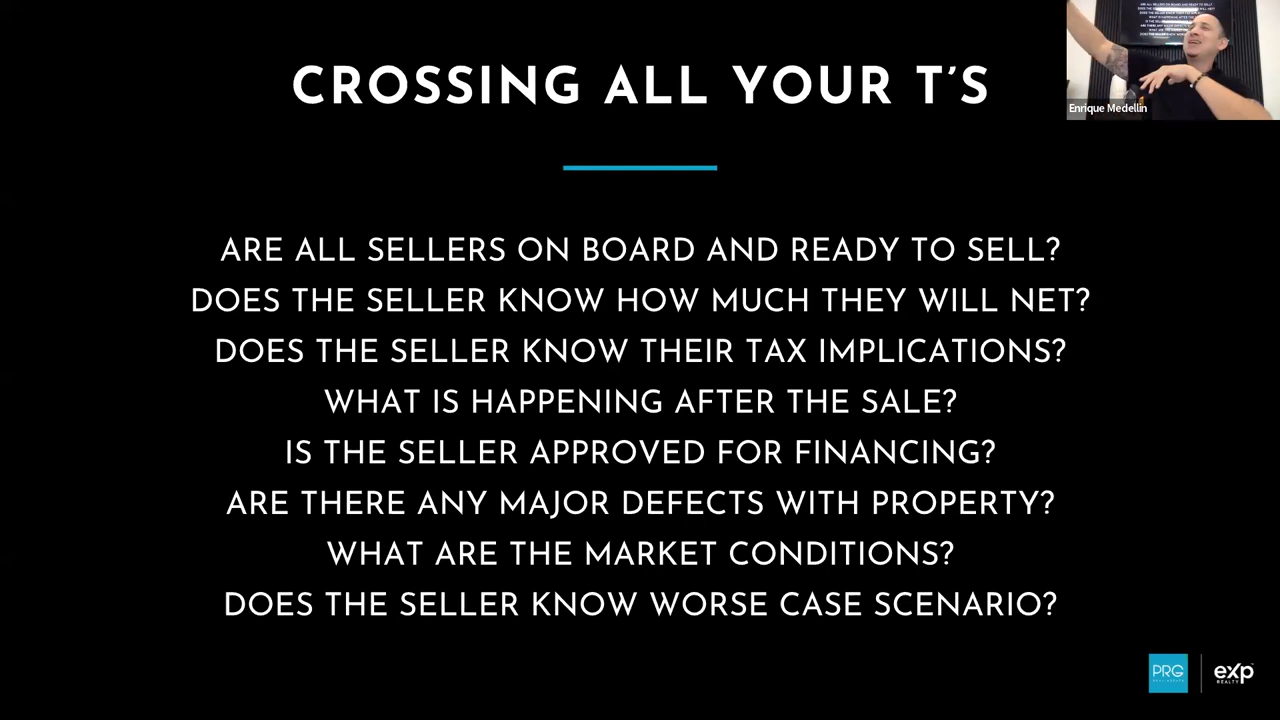 CROSSING ALL YOUR T'S
ARE ALL SELLERS ON BOARD AND READY TO SELL?
DOES THE SELLER KNOW HOW MUCH THEY WILL NET?
DOES THE SELLER KNOW THEIR TAX IMPLICATIONS?
WHAT IS HAPPENING AFTER THE SALE?
IS THE SELLER APPROVED FOR FINANCING?
ARE THERE ANY MAJOR DEFECTS WITH PROPERTY?
WHAT ARE THE MARKET CONDITIONS?
DOES THE SELLER KNOW WORSE CASE SCENARIO?
Enrique Medellin
PRG
exp
REALTY